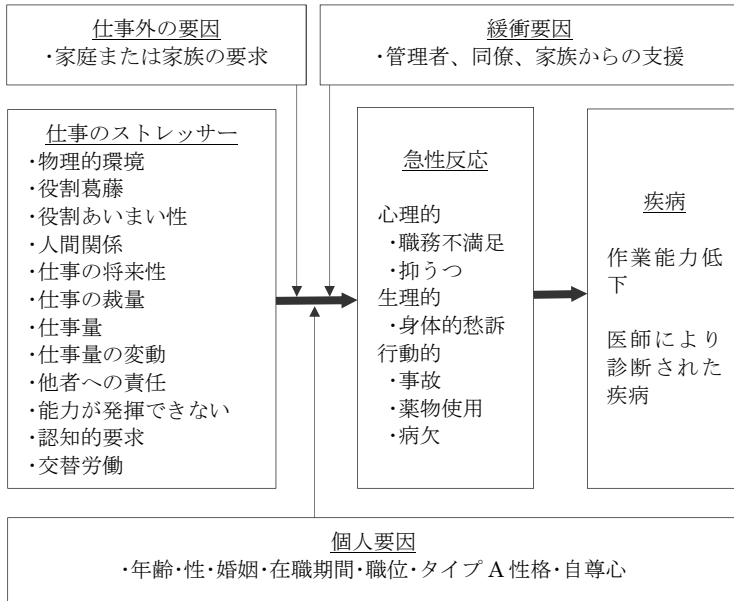 仕事外の要因
・家庭または家族の要求
緩衝要因
・管理者、同僚、家族からの支援
仕事のストレッサー
・物理的環境
・役割葛藤
・役割あいまい性
・人間関係
・仕事の将来性
・仕事の裁量
・仕事量
・仕事量の変動
・他者への責任
・能力が発揮できない
・認知的要求
・交替労働
急性反応
心理的
・職務不満足
・抑うつ
生理的
・身体的愁訴
行動的
・事故
・薬物使用
・病欠
疾病
作業能力低
下
医師により
診断された
疾病
個人要因
・年齢・性・婚姻・在職期間・職位・タイプ A 性格・自尊心